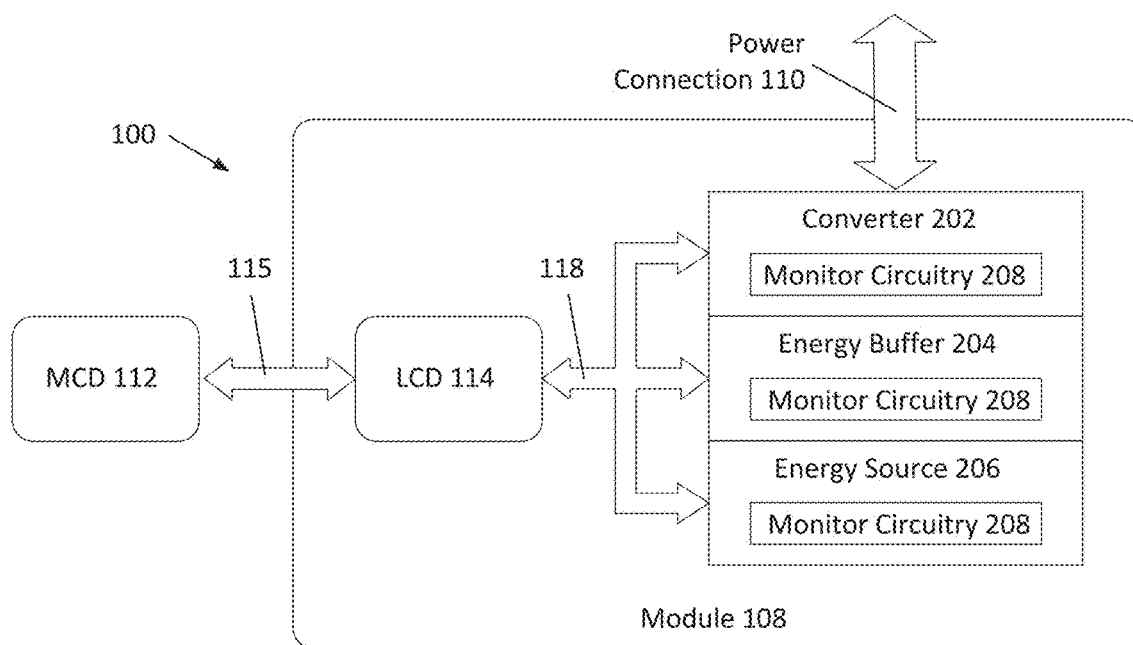 Power
Connection 110
100
Converter 202
Monitor Circuitry 208
115
118
MCD 112
LCD 114
Energy Buffer 204
Monitor Circuitry 208
Energy Source 206
Monitor Circuitry 208
Module 108